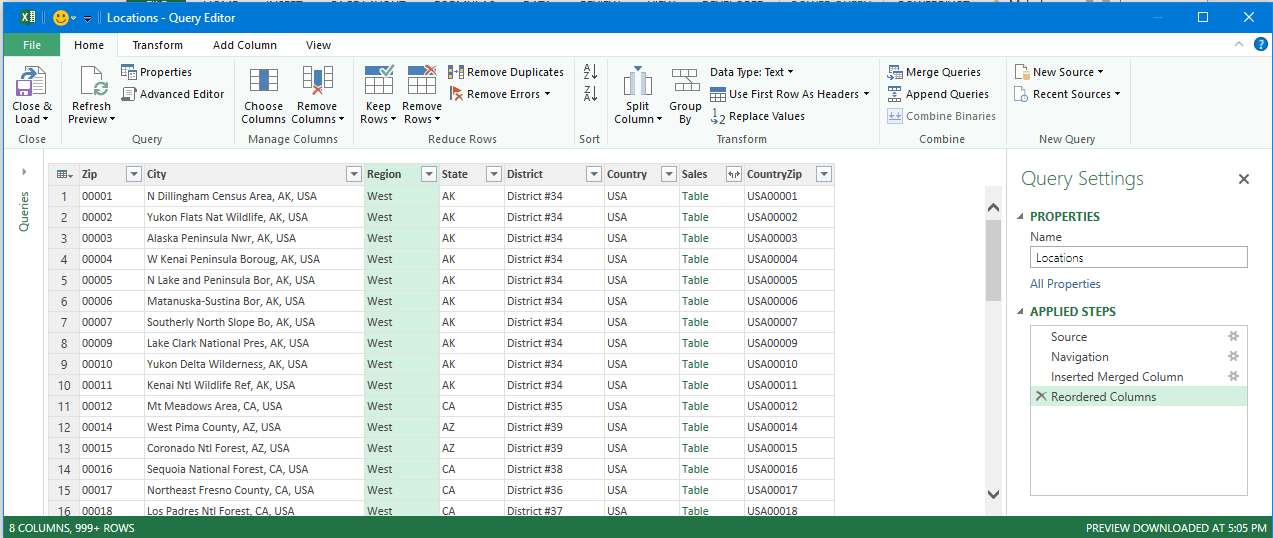 Locations - Query Editor
File Home Transform Add Column View
Close & Load
Refresh Preview
Properties
Advanced Editor
Choose Columns
Remove Columns
Keep Rows
Remove Rows
Remove Duplicates
Remove Errors
Split Column
Group By
Data Type: Text
Use First Row As Headers
Replace Values
Merge Queries
Append Queries
Combine Binaries
New Source
Recent Sources
Close Query Manage Columns Reduce Rows Sort Transform Combine New Query
Queries
Zip City Region State District Country Sales CountryZip
1 00001 N Dillingham Census Area, AK, USA West AK District #34 USA Table USA00001
2 00002 Yukon Flats Nat Wildlife, AK, USA West AK District #34 USA Table USA00002
3 00003 Alaska Peninsula Nwr, AK, USA West AK District #34 USA Table USA00003
4 00004 W Kenai Peninsula Boroug, AK, USA West AK District #34 USA Table USA00004
5 00005 N Lake and Peninsula Bor, AK, USA West AK District #34 USA Table USA00005
6 00006 Matanuska-Sustina Bor, AK, USA West AK District #34 USA Table USA00006
7 00007 Southerly North Slope Bo, AK, USA West AK District #34 USA Table USA00007
8 00009 Lake Clark National Pres, AK, USA West AK District #34 USA Table USA00009
9 00010 Yukon Delta Wilderness, AK, USA West AK District #34 USA Table USA00010
10 00011 Kenai Ntl Wildlife Ref, AK, USA West AK District #34 USA Table USA00011
11 00012 Mt Meadows Area, CA, USA West CA District #35 USA Table USA00012
12 00014 West Pima County, AZ, USA West AZ District #39 USA Table USA00014
13 00015 Coronado Ntl Forest, AZ, USA West AZ District #39 USA Table USA00015
14 00016 Sequoia National Forest, CA, USA West CA District #38 USA Table USA00016
15 00017 Northeast Fresno County, CA, USA West CA District #36 USA Table USA00017
16 00018 Los Padres Ntl Forest, CA, USA West CA District #37 USA Table USA00018
Query Settings
PROPERTIES
Name
Locations
All Properties
APPLIED STEPS
Source
Navigation
Inserted Merged Column
Reordered Columns
8 COLUMNS, 999+ ROWS
PREVIEW DOWNLOADED AT 5:05 PM